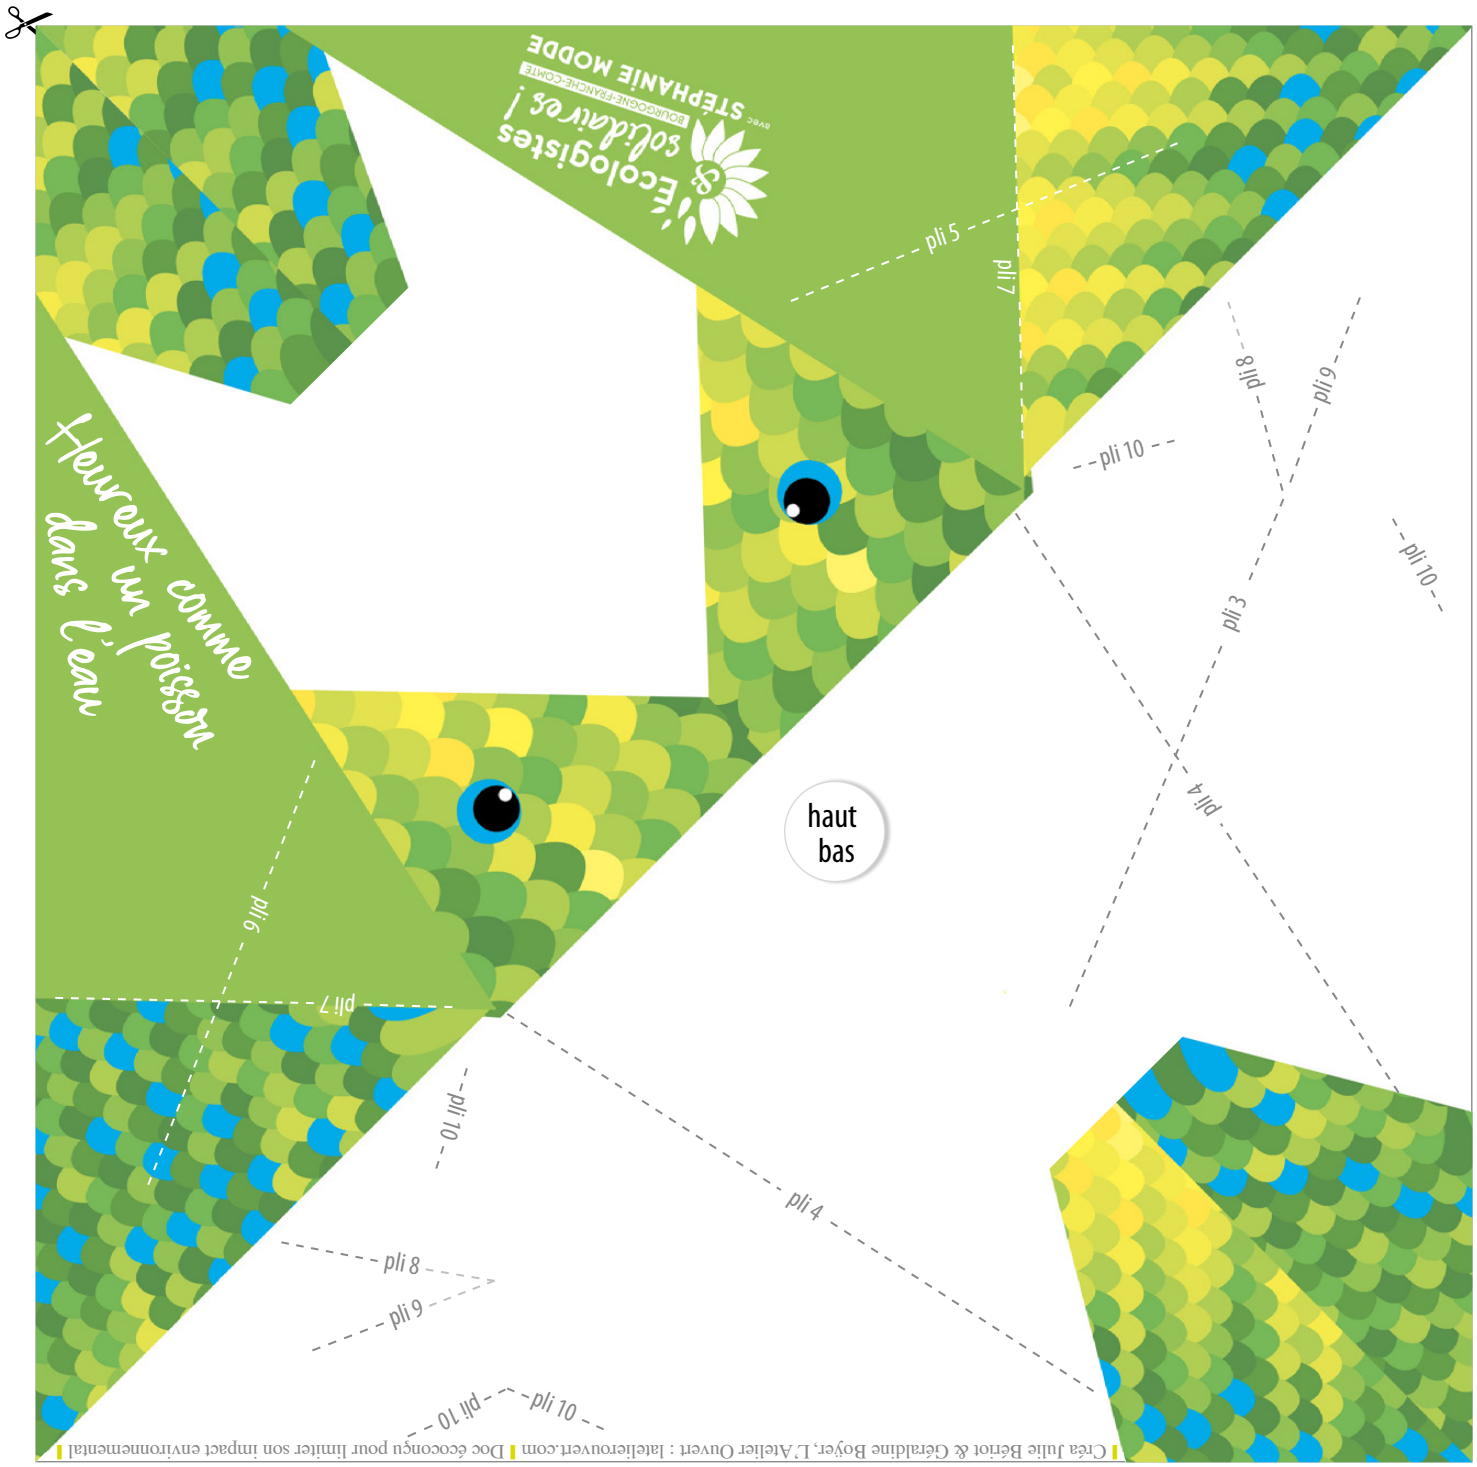 Écologistes
& solidaires !
BOURGOGNE-FRANCHE-COMTÉ
avec STÉPHANIE MODDE
pli 5
pli 7
pli 8
pli 9
pli 10
pli 10
pli 3
pli 4
Heureux comme
un poisson
dans l'eau
haut
bas
pli 6
pli 7
pli 10
pli 4
pli 8
pli 9
pli 10
pli 10
Créa Julie Bériot & Géraldine Boÿer, L'Atelier Ouvert : latelierouvert.com | Doc écoconçu pour limiter son impact environnemental